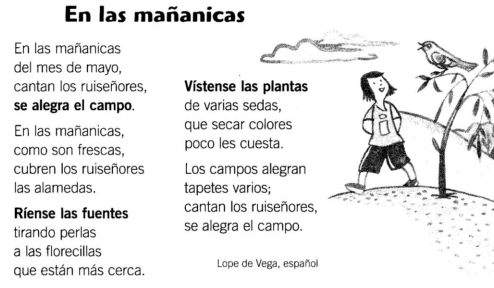 En las mañanicas
En las mañanicas
del mes de mayo,
cantan los ruiseñores,
se alegra el campo.
En las mañanicas,
como son frescas,
cubren los ruiseñores
las alamedas.
Ríense las fuentes
tirando perlas
a las florecillas
que están más cerca.
Vístense las plantas
de varias sedas,
que secar colores
poco les cuesta.
Los campos alegran
tapetes varios;
cantan los ruiseñores,
se alegra el campo.
Lope de Vega, español